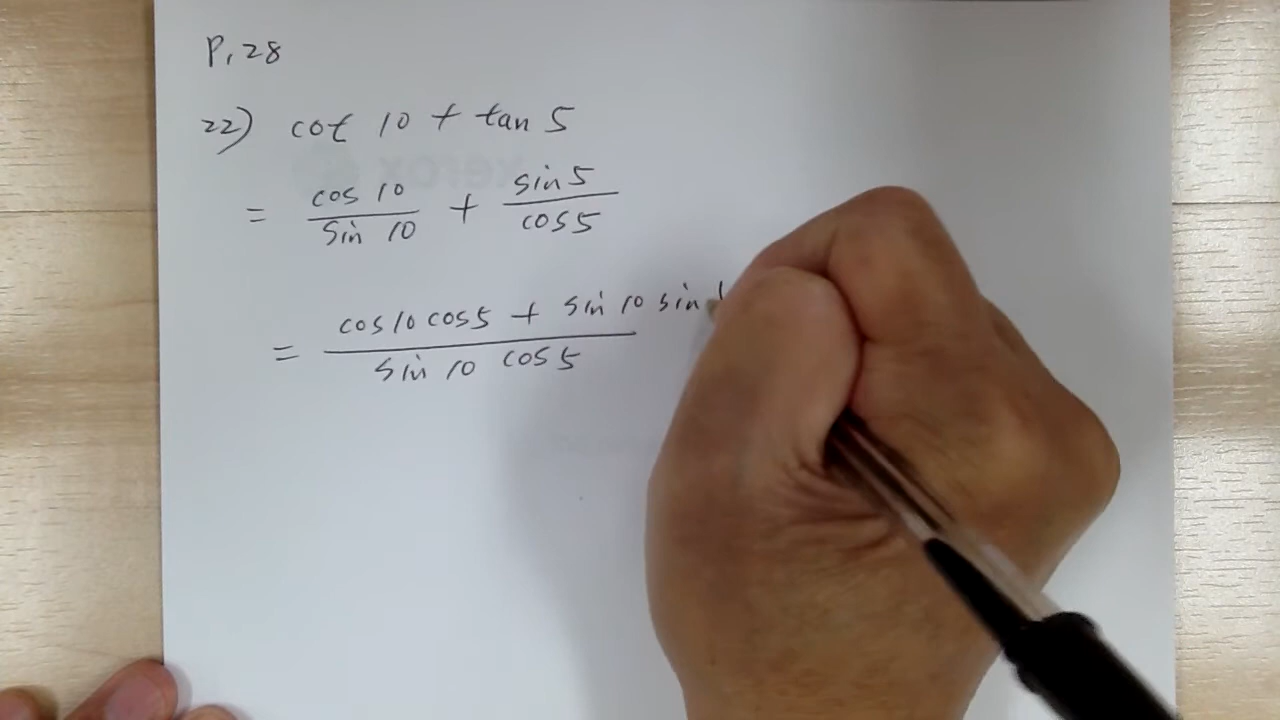 P. 28
22) cot 10 + tan 5
= cos 10 / sin 10 + sin 5 / cos 5
= cos 10 cos 5 + sin 10 sin / sin 10 cos 5